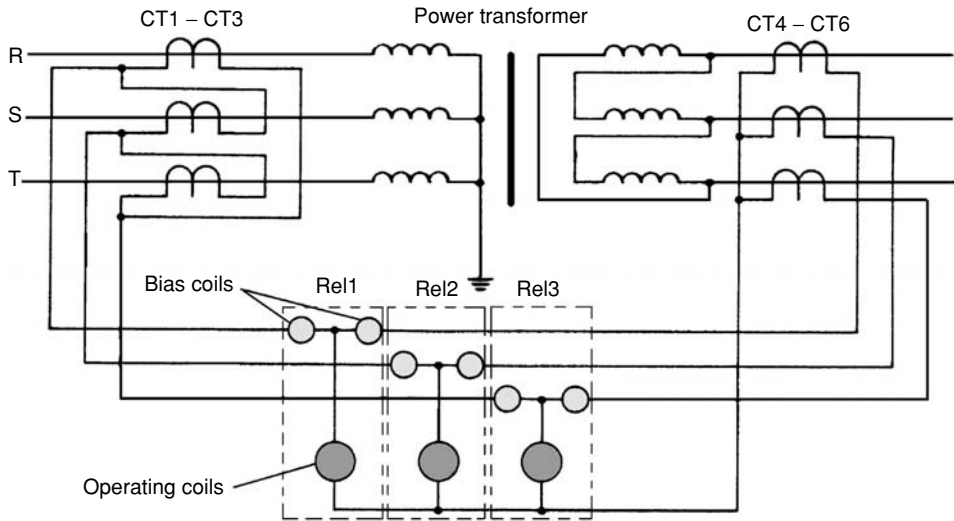 CT1 – CT3
Power transformer
CT4 – CT6
R
S
T
Bias coils
Rel1
Rel2
Rel3
Operating coils